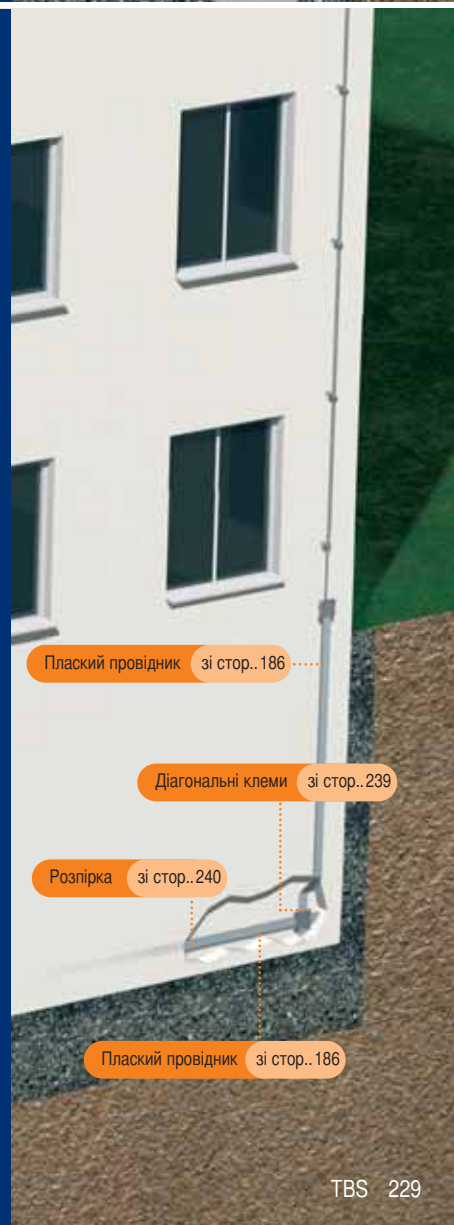 Плаский провідник зі стор..186
Діагональні клеми зі стор..239
Розпірка зі стор..240
Плаский провідник зі стор..186
TBS 229